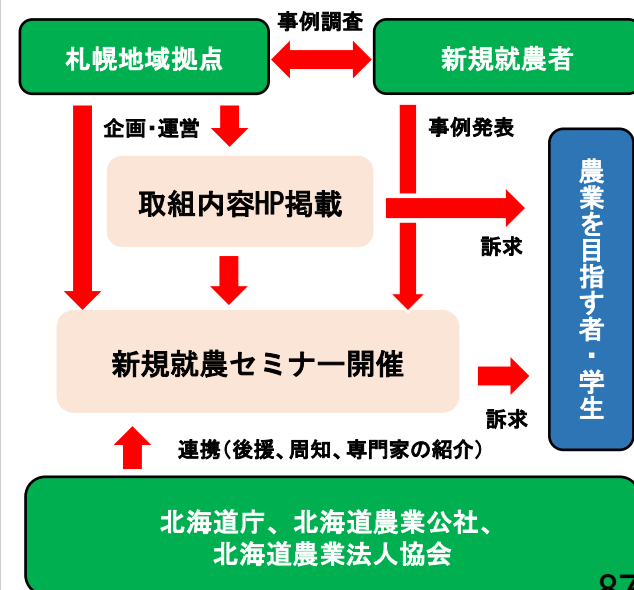 事例調査
札幌地域拠点
新規就農者
企画・運営
事例発表
取組内容HP掲載
訴求
農業を目指す者・学生
新規就農セミナー開催
訴求
連携(後援、周知、専門家の紹介)
北海道庁、北海道農業公社、
北海道農業法人協会
87